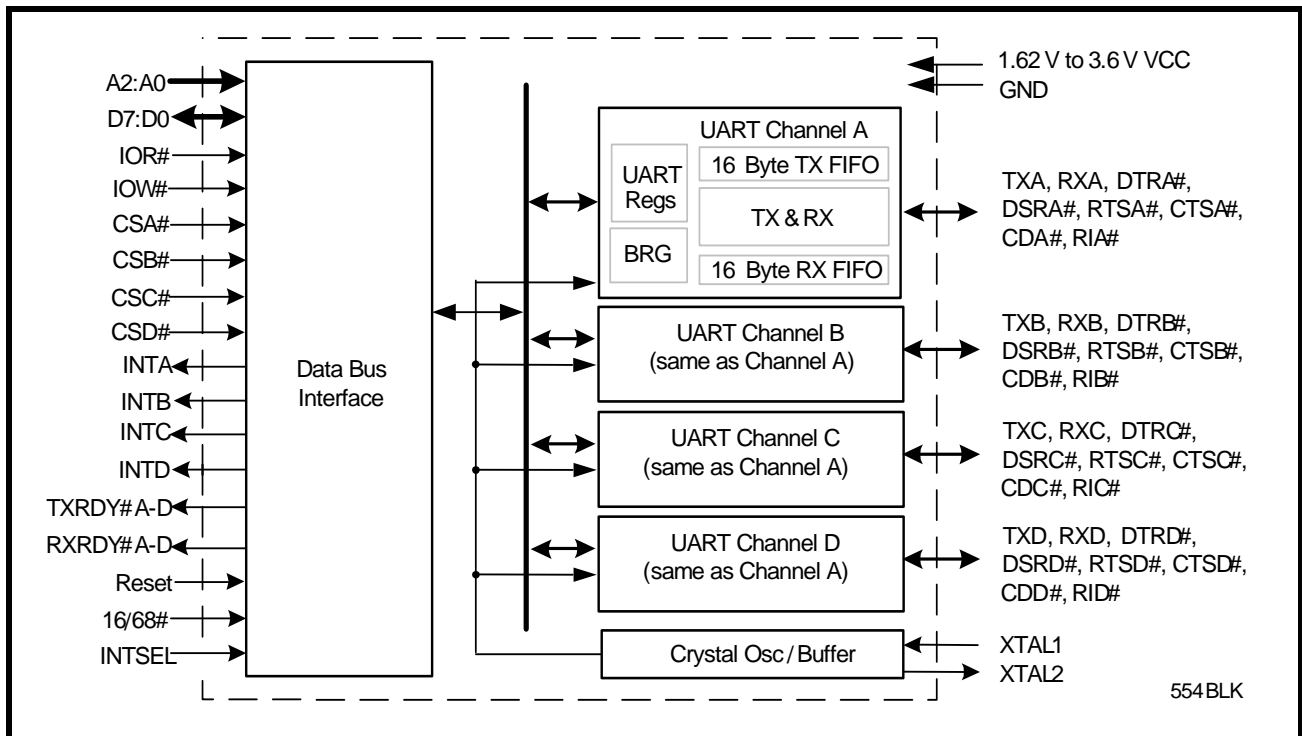 A2:A0
D7:D0
IOR#
IOW#
CSA#
CSB#
CSC#
CSD#
INTA
INTB
INTC
INTD
TXRDY# A-D
RXRDY# A-D
Reset
16/68#
INTSEL
Data Bus
Interface
UART Channel A
UART
Regs
BRG
16 Byte TX FIFO
TX & RX
16 Byte RX FIFO
UART Channel B
(same as Channel A)
UART Channel C
(same as Channel A)
UART Channel D
(same as Channel A)
Crystal Osc / Buffer
1.62 V to 3.6 V VCC
GND
TXA, RXA, DTRA#,
DSRA#, RTSA#, CTSA#,
CDA#, RIA#
TXB, RXB, DTRB#,
DSRB#, RTSB#, CTSB#,
CDB#, RIB#
TXC, RXC, DTRC#,
DSRC#, RTSC#, CTSC#,
CDC#, RIC#
TXD, RXD, DTRD#,
DSRD#, RTSD#, CTSD#,
CDD#, RID#
XTAL1
XTAL2
554 BLK